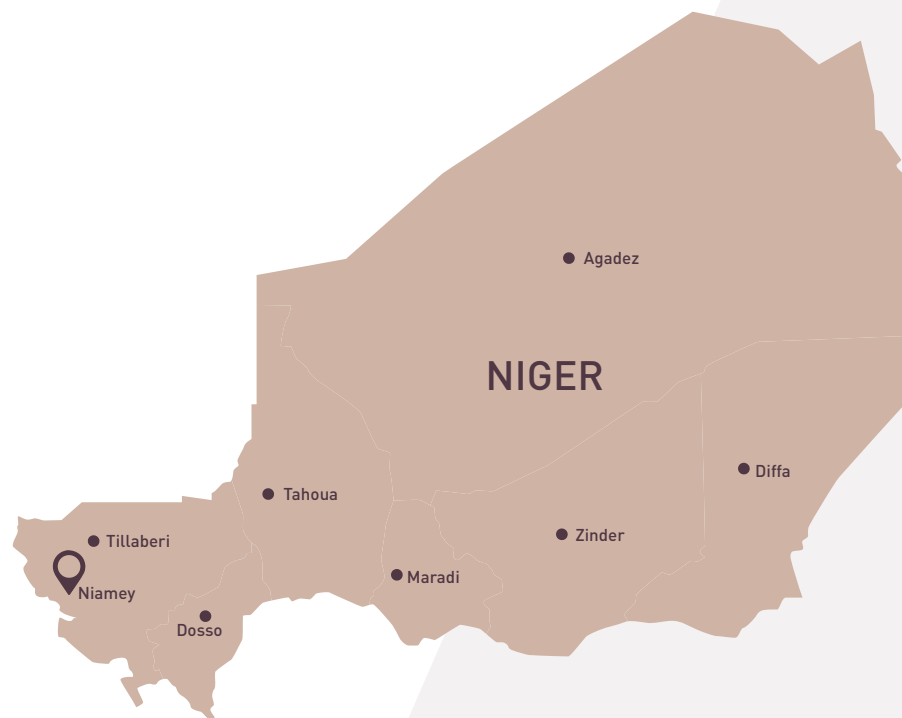 Agadez
NIGER
Diffa
Tahoua
Zinder
Tillaberi
Maradi
Niamey
Dosso